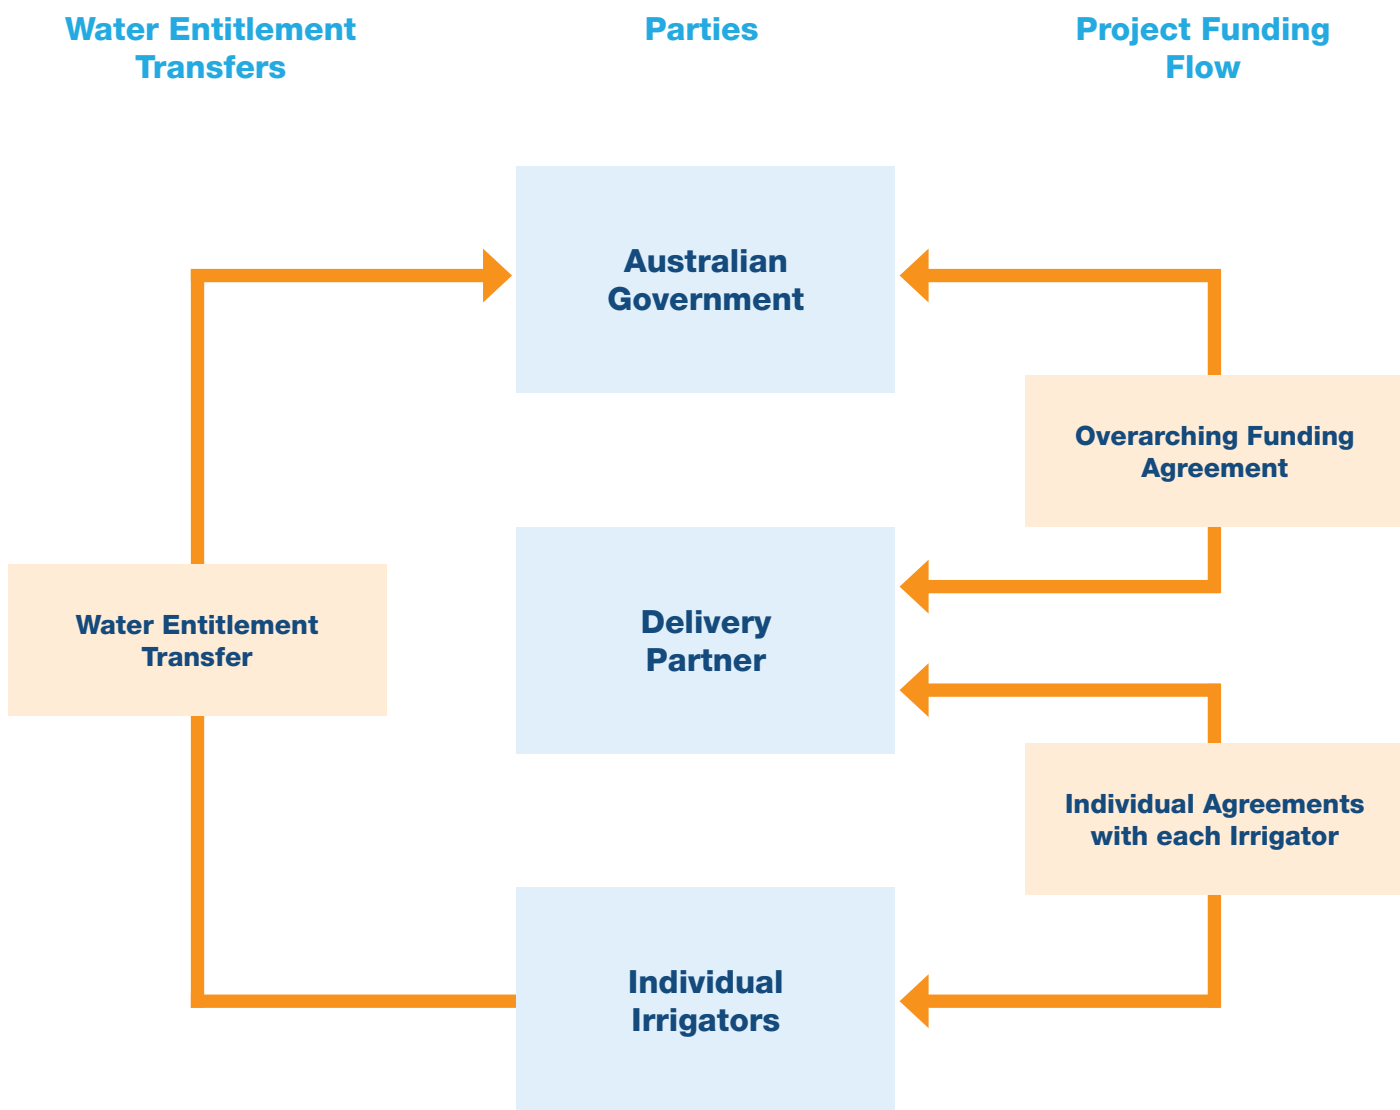 Water Entitlement
Transfers
Parties
Project Funding
Flow
Australian
Government
Overarching Funding
Agreement
Water Entitlement
Transfer
Delivery
Partner
Individual Agreements
with each Irrigator
Individual
Irrigators